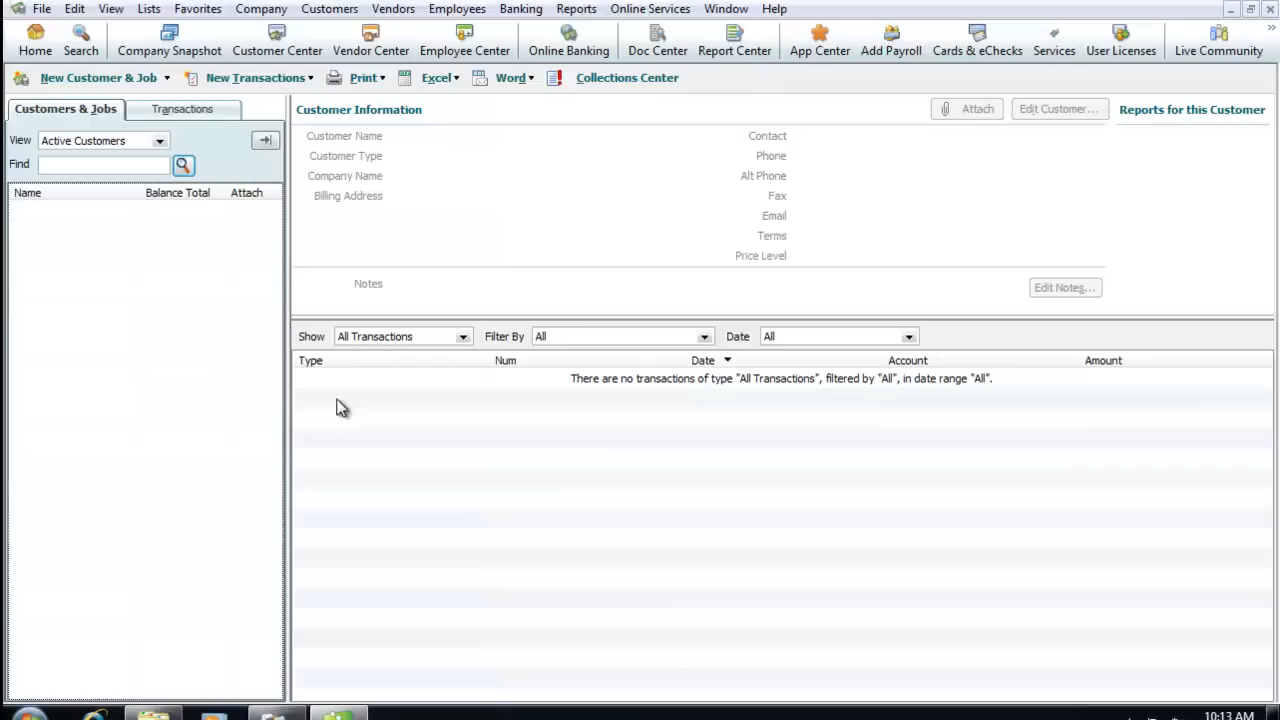 File Edit View Lists Favorites Company Customers Vendors Employees Banking Reports Online Services Window Help
Home Search Company Snapshot Customer Center Vendor Center Employee Center Online Banking Doc Center Report Center App Center Add Payroll Cards & eChecks Services User Licenses Live Community
New Customer & Job New Transactions Print Excel Word Collections Center
Customers & Jobs Transactions
View Active Customers
Find
Name Balance Total Attach
Customer Information Attach Edit Customer... Reports for this Customer
Customer Name Contact
Customer Type Phone
Company Name Alt Phone
Billing Address Fax
Email
Terms
Price Level
Notes Edit Notes...
Show All Transactions Filter By All Date All
Type Num Date Account Amount
There are no transactions of type "All Transactions", filtered by "All", in date range "All".
10:13 AM